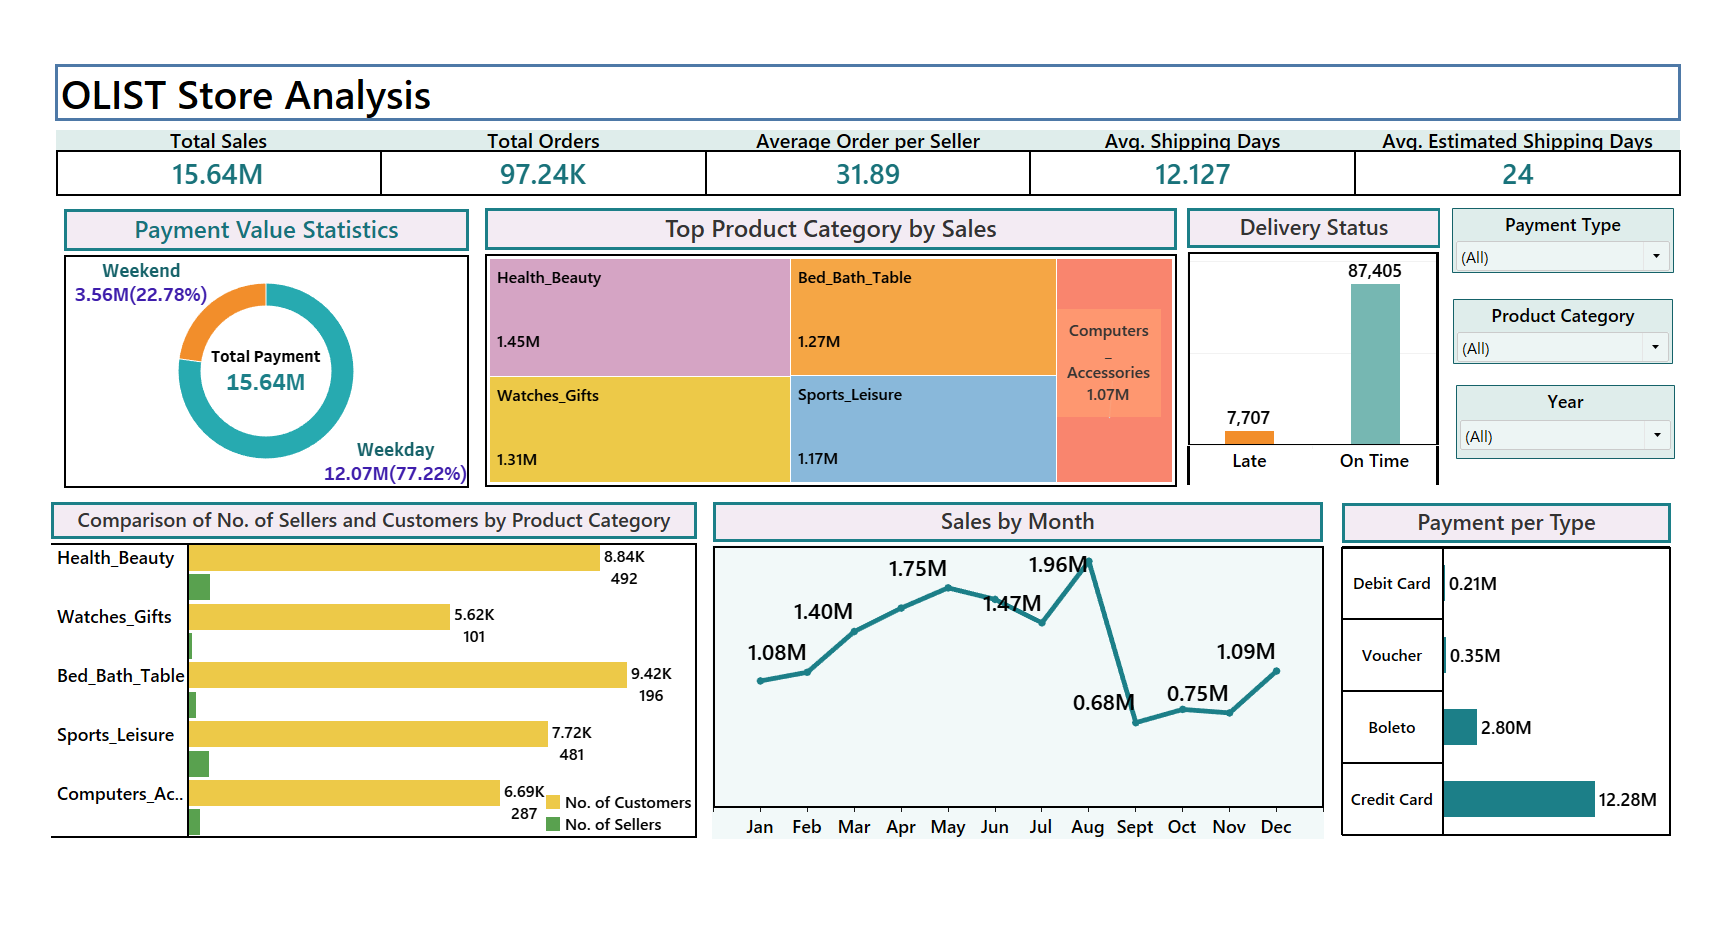 OLIST Store Analysis
Total Sales
Total Orders
Average Order per Seller
Avg. Shipping Days
Avg. Estimated Shipping Days
15.64M
97.24K
31.89
12.127
24
Payment Value Statistics
Weekend
3.56M(22.78%)
Total Payment
15.64M
Weekday
12.07M(77.22%)
Top Product Category by Sales
Health_Beauty
1.45M
Bed_Bath_Table
1.27M
Watches_Gifts
1.31M
Sports_Leisure
1.17M
Computers
_
Accessories
1.07M
Delivery Status
87,405
7,707
Late
On Time
Payment Type
(All)
Product Category
(All)
Year
(All)
Comparison of No. of Sellers and Customers by Product Category
Health_Beauty
8.84K
492
Watches_Gifts
5.62K
101
Bed_Bath_Table
9.42K
196
Sports_Leisure
7.72K
481
Computers_Ac..
6.69K
287
No. of Customers
No. of Sellers
Sales by Month
1.08M
1.40M
1.75M
1.47M
1.96M
0.68M
0.75M
1.09M
Jan Feb Mar Apr May Jun Jul Aug Sept Oct Nov Dec
Payment per Type
Debit Card
0.21M
Voucher
0.35M
Boleto
2.80M
Credit Card
12.28M